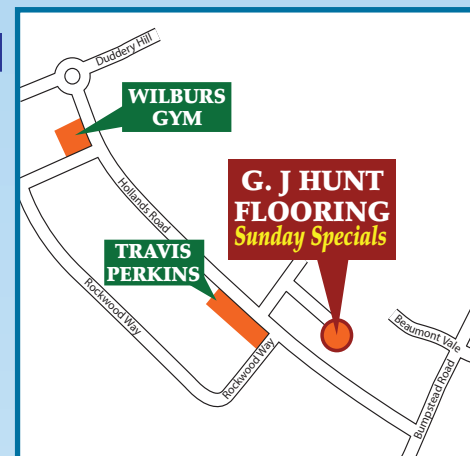 Duddery Hill
WILBURS
GYM
Hollands Road
G. J HUNT
FLOORING
Sunday Specials
TRAVIS
PERKINS
Rockwood Way
Rockwood Way
Beaumont Vale
Bumpstead Road